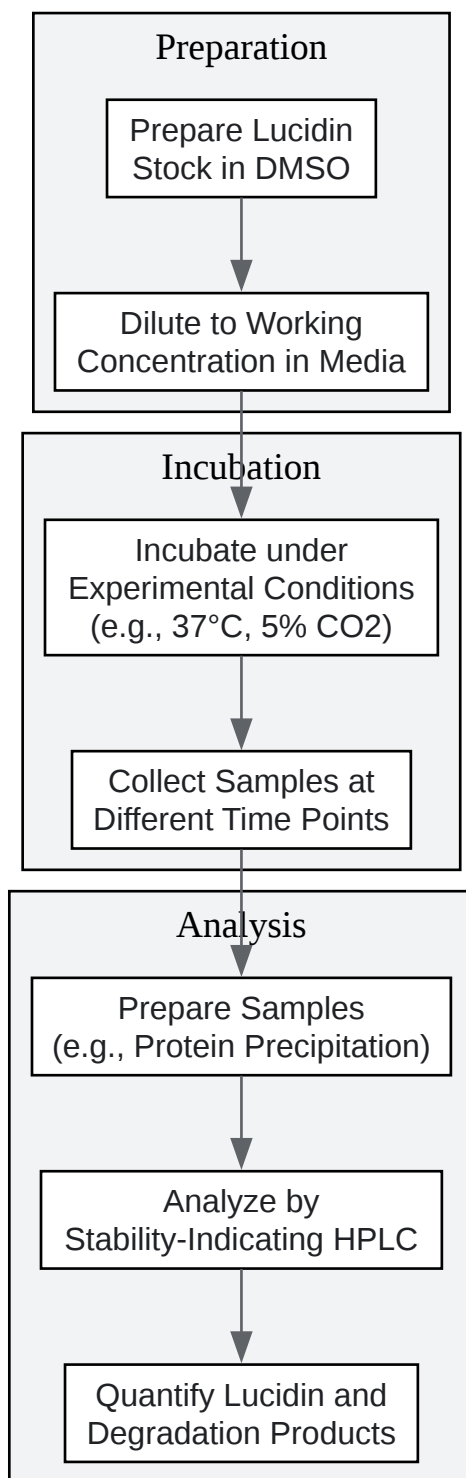 Preparation
Prepare Lucidin
Stock in DMSO
Dilute to Working
Concentration in Media
Incubation
Incubate under
Experimental Conditions
(e.g., 37°C, 5% CO2)
Collect Samples at
Different Time Points
Analysis
Prepare Samples
(e.g., Protein Precipitation)
Analyze by
Stability-Indicating HPLC
Quantify Lucidin and
Degradation Products